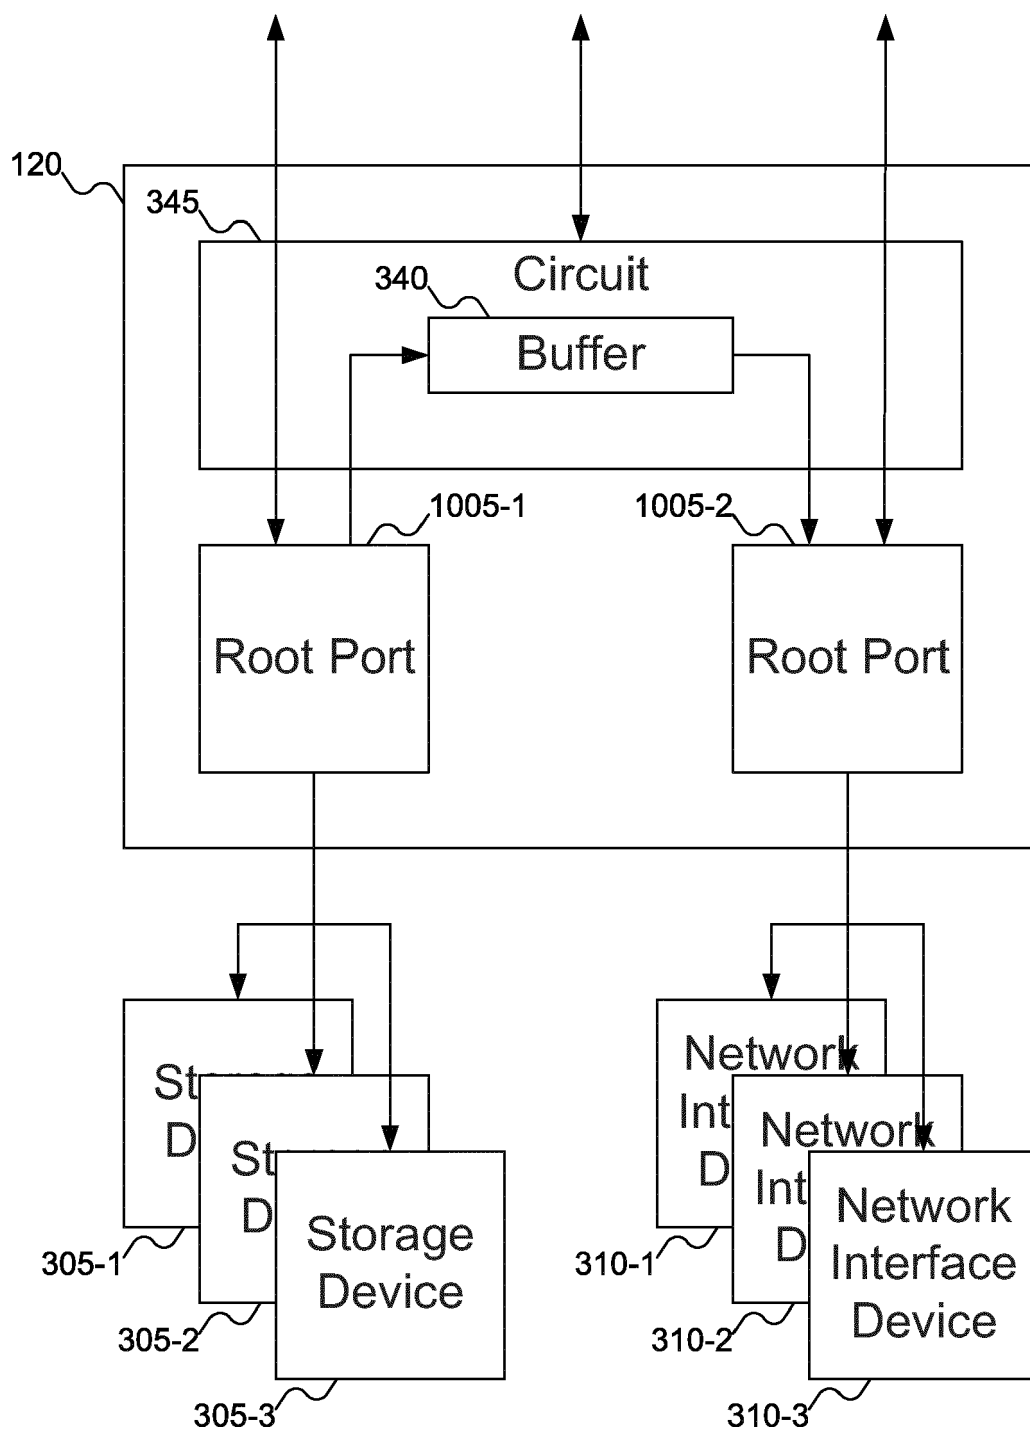 120
345
Circuit
340
Buffer
1005-1
1005-2
Root Port
Root Port
Network
Network
Storage
Device
Network
Interface
Device
305-1
310-1
305-2
310-2
305-3
310-3